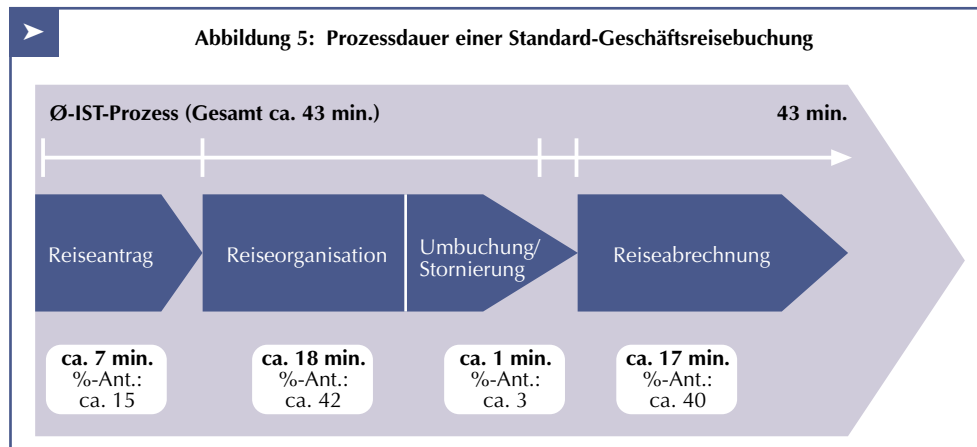 Abbildung 5: Prozessdauer einer Standard-Geschäftsreisebuchung
Ø-IST-Prozess (Gesamt ca. 43 min.)
43 min.
Reiseantrag
Reiseorganisation
Umbuchung/
Stornierung
Reiseabrechnung
ca. 7 min.
%-Ant.:
ca. 15
ca. 18 min.
%-Ant.:
ca. 42
ca. 1 min.
%-Ant.:
ca. 3
ca. 17 min.
%-Ant.:
ca. 40